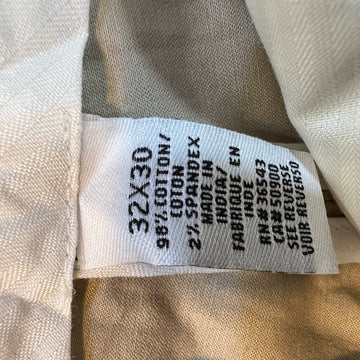 32X30
98% COTTON/
COTON
2% SPANDEX
MADE IN
INDIA/
FABRIQUE EN
INDE
RN# 36543
CA# 50900
SEE REVERSE
VOIR REVERSO